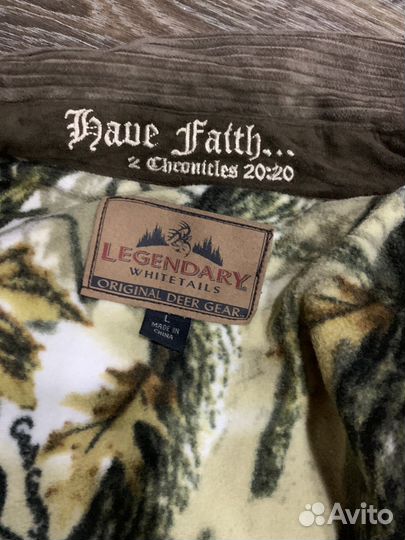 Have Faith...
2 Chronicles 20:20
LEGENDARY
WHITETAILS
ORIGINAL DEER GEAR
L
MADE IN
CHINA
Avito